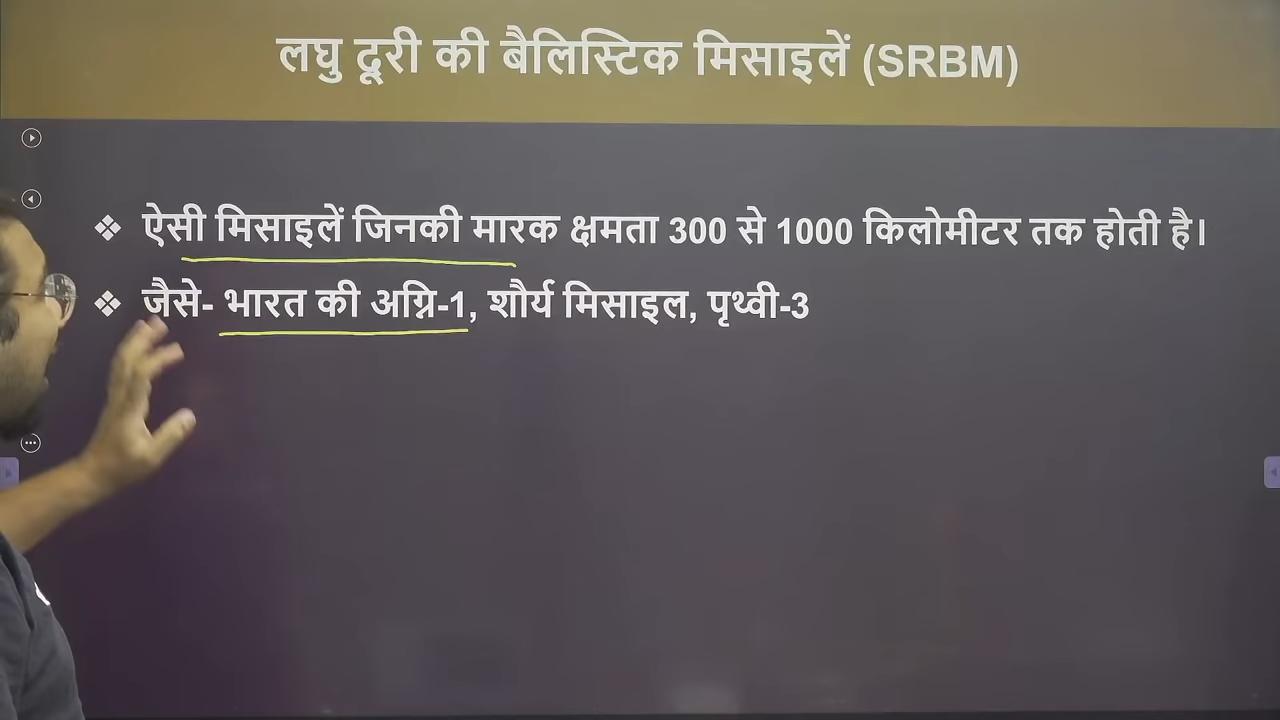 लघु दूरी की बैलिस्टिक मिसाइलें (SRBM)
❖ ऐसी मिसाइलें जिनकी मारक क्षमता 300 से 1000 किलोमीटर तक होती है।
❖ जैसे- भारत की अग्नि-1, शौर्य मिसाइल, पृथ्वी-3